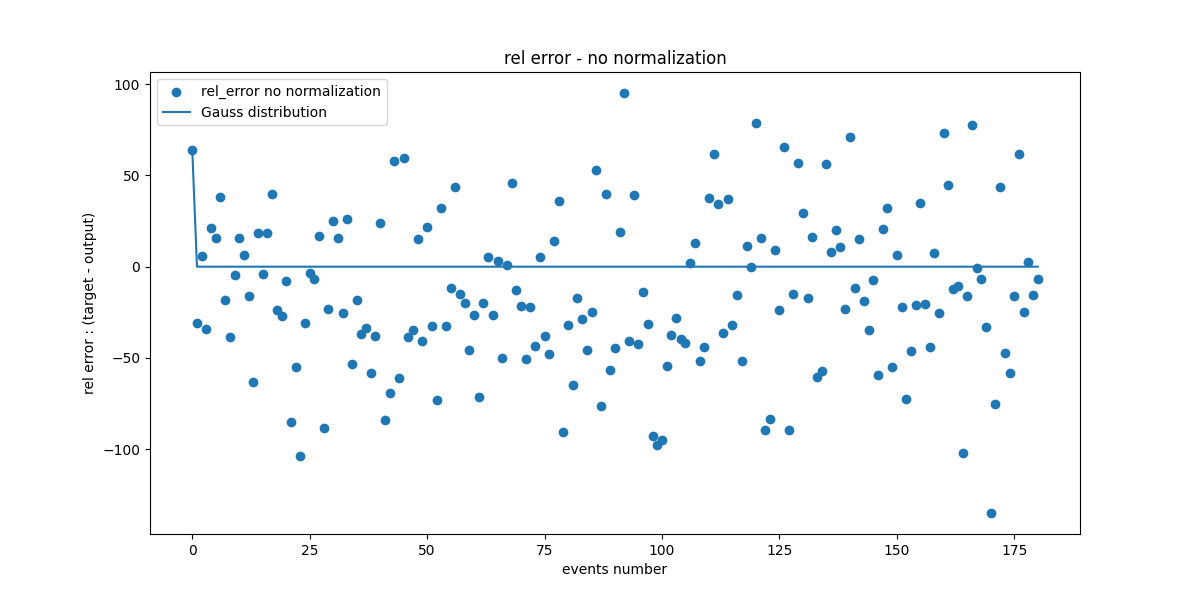 rel error - no normalization
rel_error no normalization
Gauss distribution
100
50
0
−50
−100
rel error : (target - output)
0
25
50
75
100
125
150
175
events number